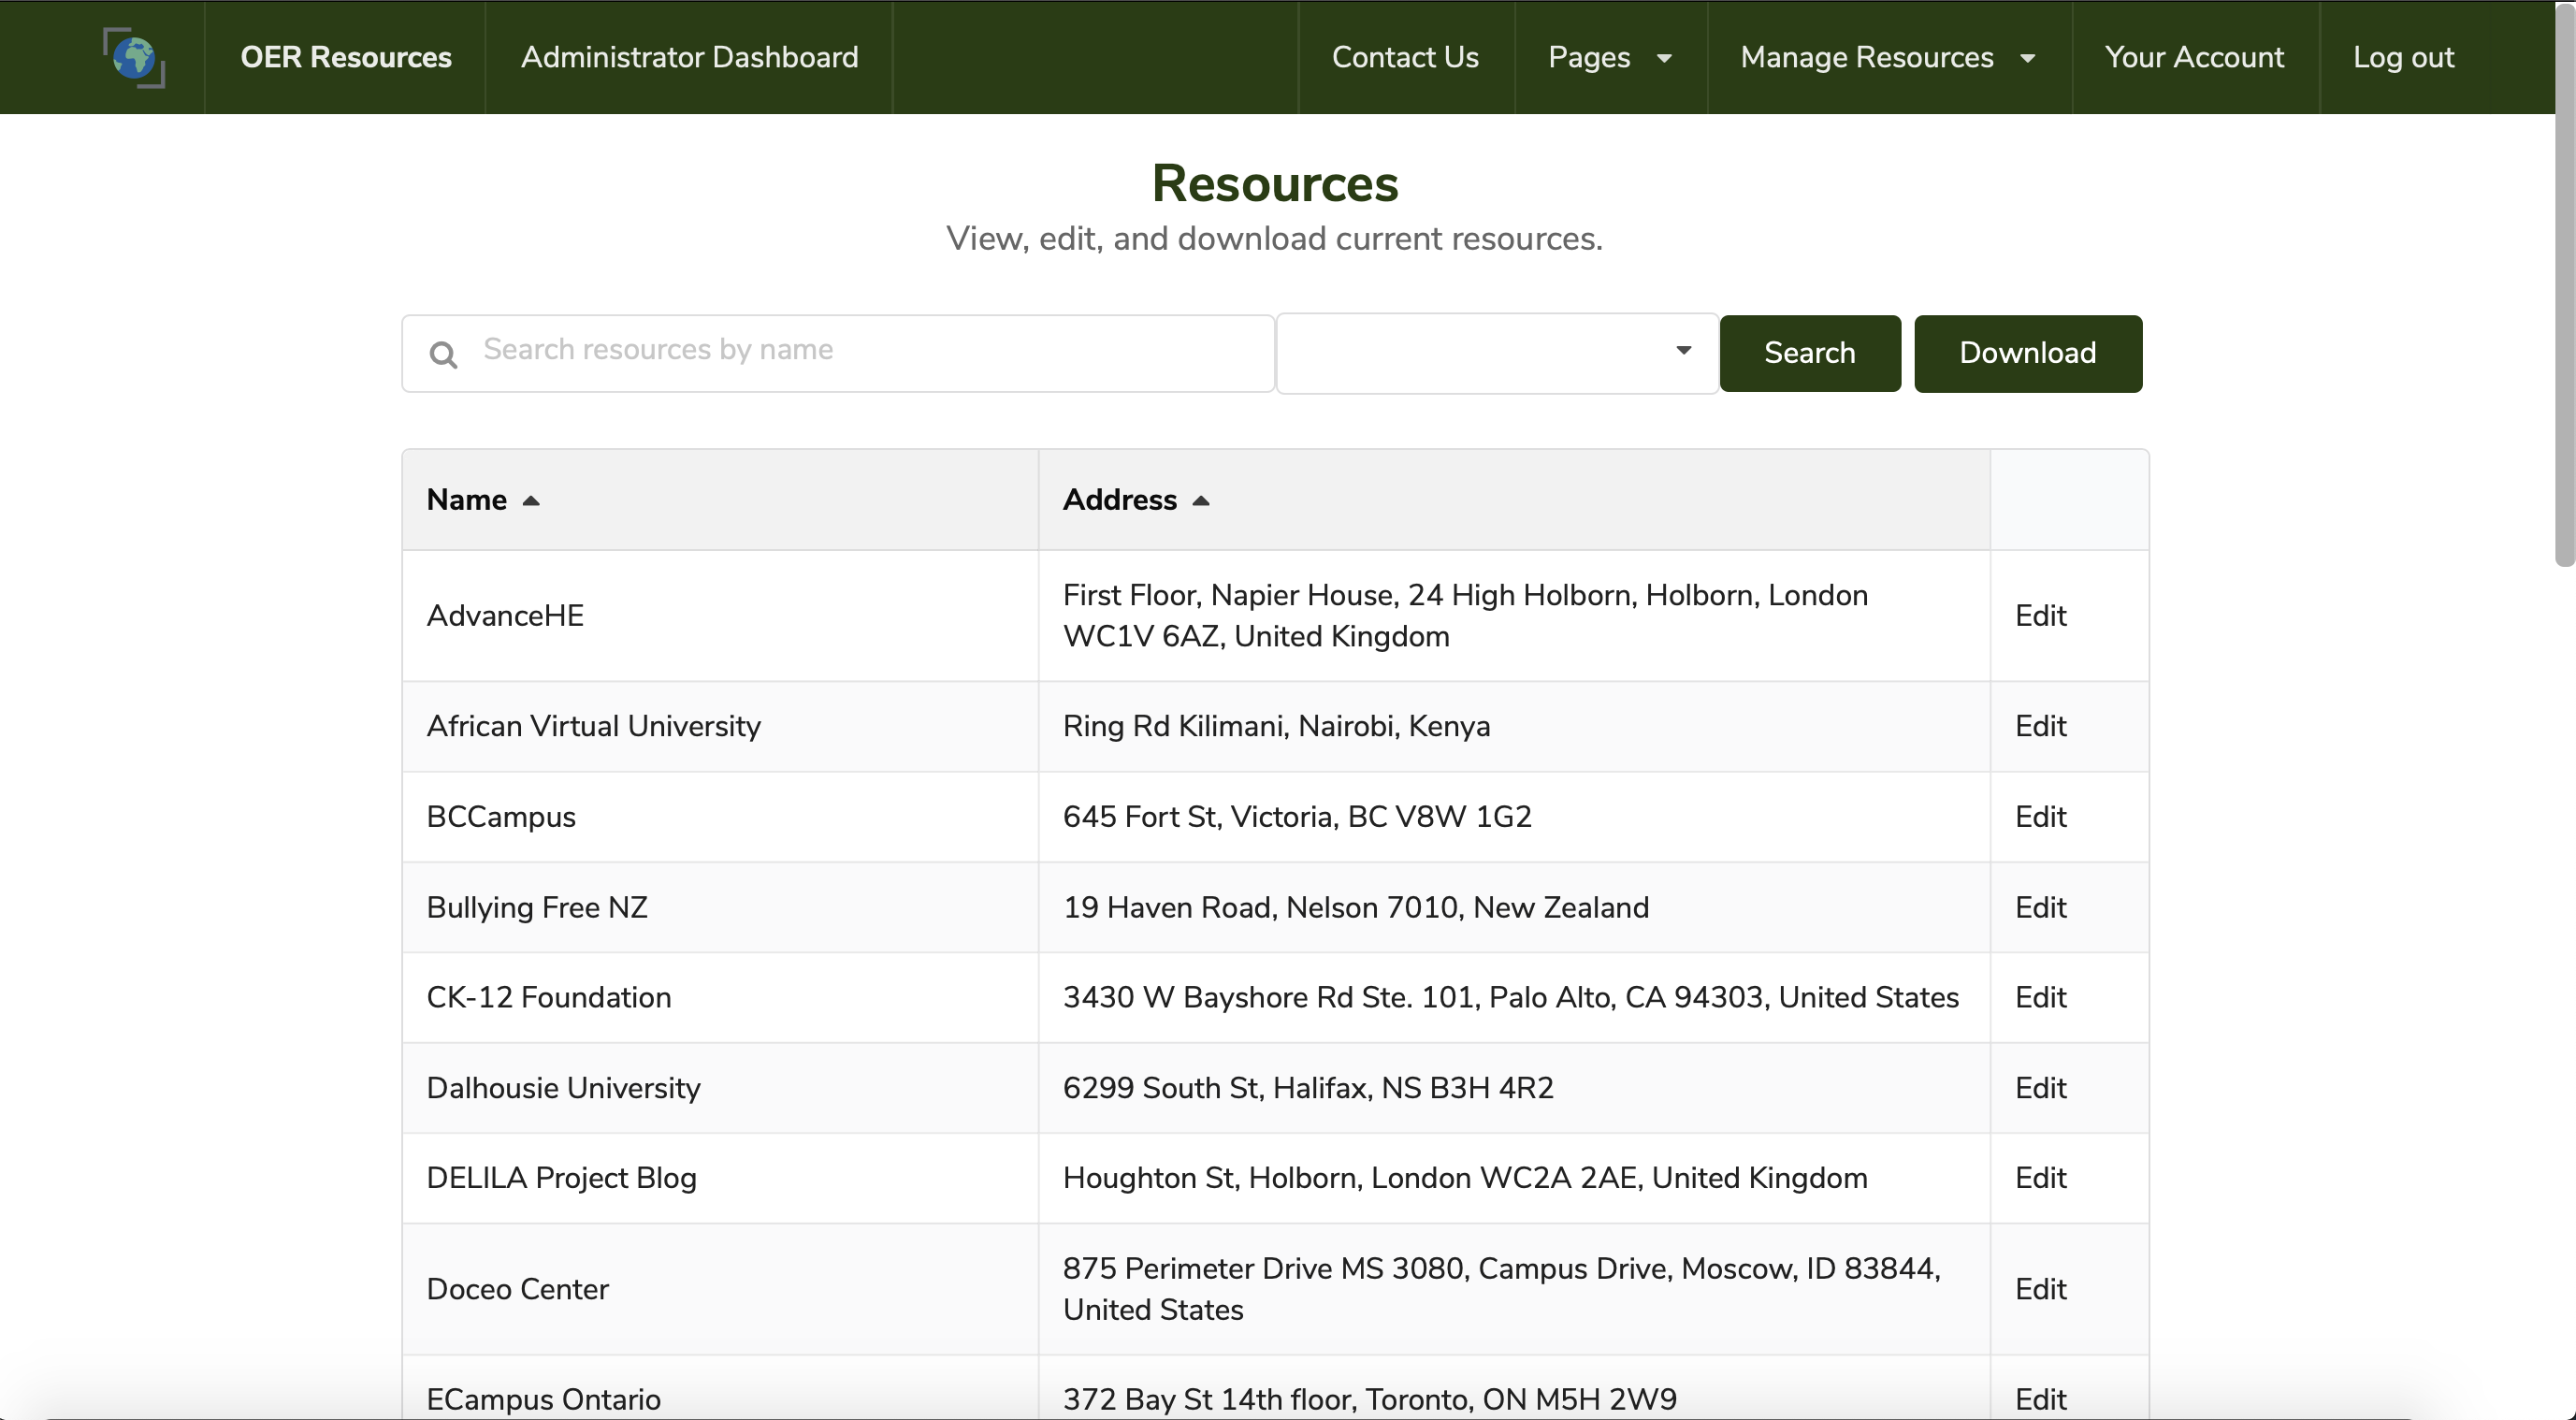 OER Resources
Administrator Dashboard
Contact Us
Pages
Manage Resources
Your Account
Log out
Resources
View, edit, and download current resources.
Search resources by name
Search
Download
Name
Address
AdvanceHE
First Floor, Napier House, 24 High Holborn, Holborn, London
WC1V 6AZ, United Kingdom
Edit
African Virtual University
Ring Rd Kilimani, Nairobi, Kenya
Edit
BCCampus
645 Fort St, Victoria, BC V8W 1G2
Edit
Bullying Free NZ
19 Haven Road, Nelson 7010, New Zealand
Edit
CK-12 Foundation
3430 W Bayshore Rd Ste. 101, Palo Alto, CA 94303, United States
Edit
Dalhousie University
6299 South St, Halifax, NS B3H 4R2
Edit
DELILA Project Blog
Houghton St, Holborn, London WC2A 2AE, United Kingdom
Edit
Doceo Center
875 Perimeter Drive MS 3080, Campus Drive, Moscow, ID 83844,
United States
Edit
ECampus Ontario
372 Bay St 14th floor, Toronto, ON M5H 2W9
Edit